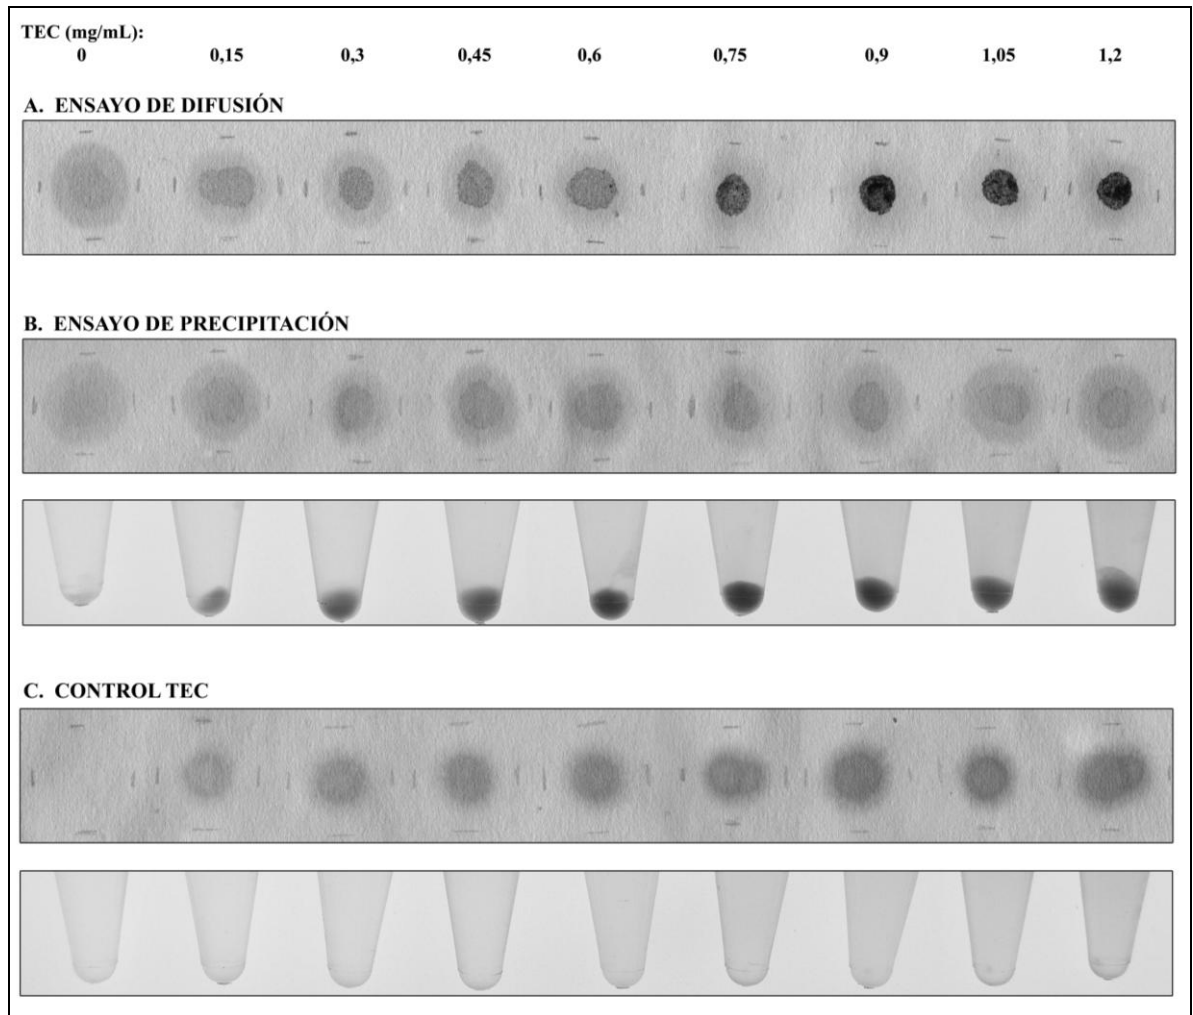 TEC (mg/mL):
0 0,15 0,3 0,45 0,6 0,75 0,9 1,05 1,2
A. ENSAYO DE DIFUSIÓN
B. ENSAYO DE PRECIPITACIÓN
C. CONTROL TEC